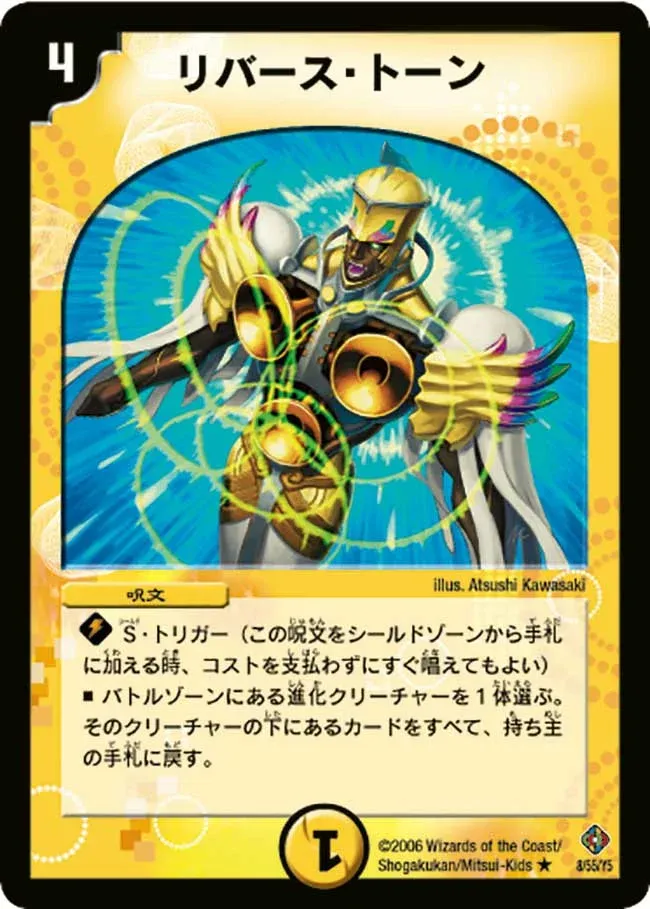 4
リバース・トーン
illus. Atsushi Kawasaki
呪文
S・トリガー（この呪文をシールドゾーンから手札
に加える時、コストを支払わずにすぐ唱えてもよい）
■ バトルゾーンにある進化クリーチャーを1体選ぶ。
そのクリーチャーの下にあるカードをすべて、持ち主
の手札に戻す。
1
©2006 Wizards of the Coast/
Shogakukan/Mitsui-Kids ★
8/55/Y5